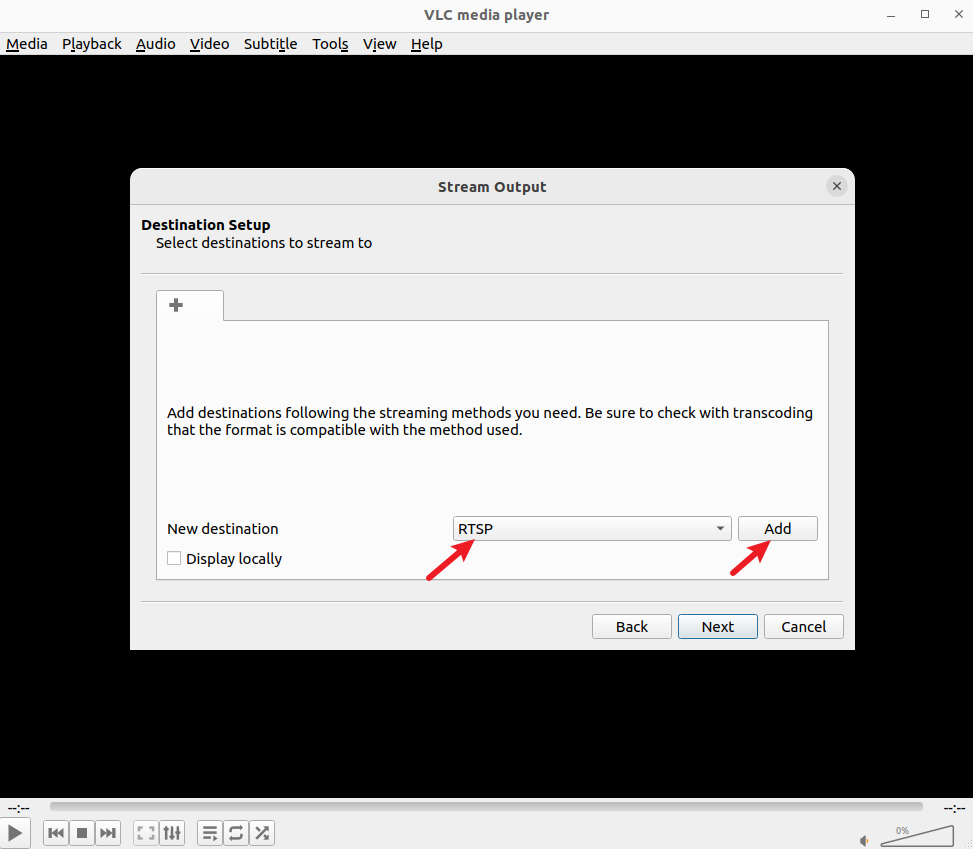 VLC media player
Media Playback Audio Video Subtitle Tools View Help
Stream Output
Destination Setup
Select destinations to stream to
Add destinations following the streaming methods you need. Be sure to check with transcoding
that the format is compatible with the method used.
New destination RTSP Add
Display locally
Back Next Cancel
--:-- --:--
0%